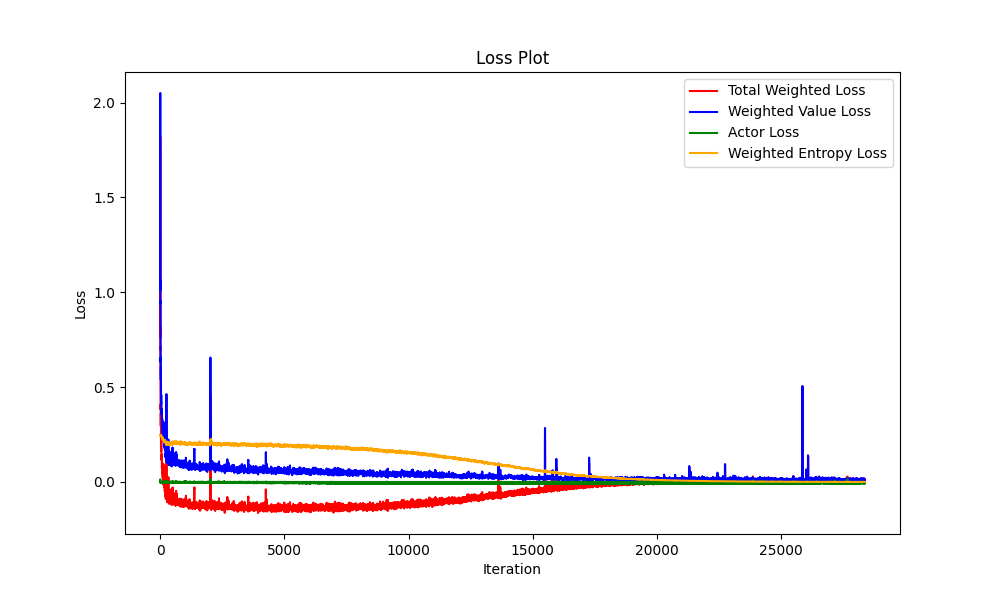 Loss Plot
Total Weighted Loss
Weighted Value Loss
Actor Loss
Weighted Entropy Loss
2.0
1.5
1.0
0.5
0.0
Loss
0 5000 10000 15000 20000 25000
Iteration